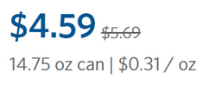 $4.59 $5.69
14.75 oz can | $0.31 / oz